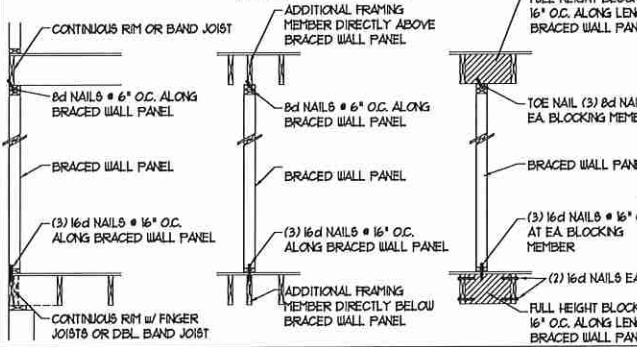 CONTINUOUS RIM OR BAND JOIST
8d NAILS @ 6" O.C. ALONG
BRACED WALL PANEL
BRACED WALL PANEL
(3) 16d NAILS @ 16" O.C.
ALONG BRACED WALL PANEL
CONTINUOUS RIM W/ FINGER
JOISTS OR DBL. BAND JOIST
ADDITIONAL FRAMING
MEMBER DIRECTLY ABOVE
BRACED WALL PANEL
8d NAILS @ 6" O.C. ALONG
BRACED WALL PANEL
BRACED WALL PANEL
(3) 16d NAILS @ 16" O.C.
ALONG BRACED WALL PANEL
ADDITIONAL FRAMING
MEMBER DIRECTLY BELOW
BRACED WALL PANEL
16" O.C. ALONG LEN
BRACED WALL PAN
TOE NAIL (3) 8d NAI
EA. BLOCKING MEMB
BRACED WALL PANE
(3) 16d NAILS @ 16"
AT EA. BLOCKING
MEMBER
(2) 16d NAILS EA
FULL HEIGHT BLOCK
16" O.C. ALONG LEN
BRACED WALL PAN